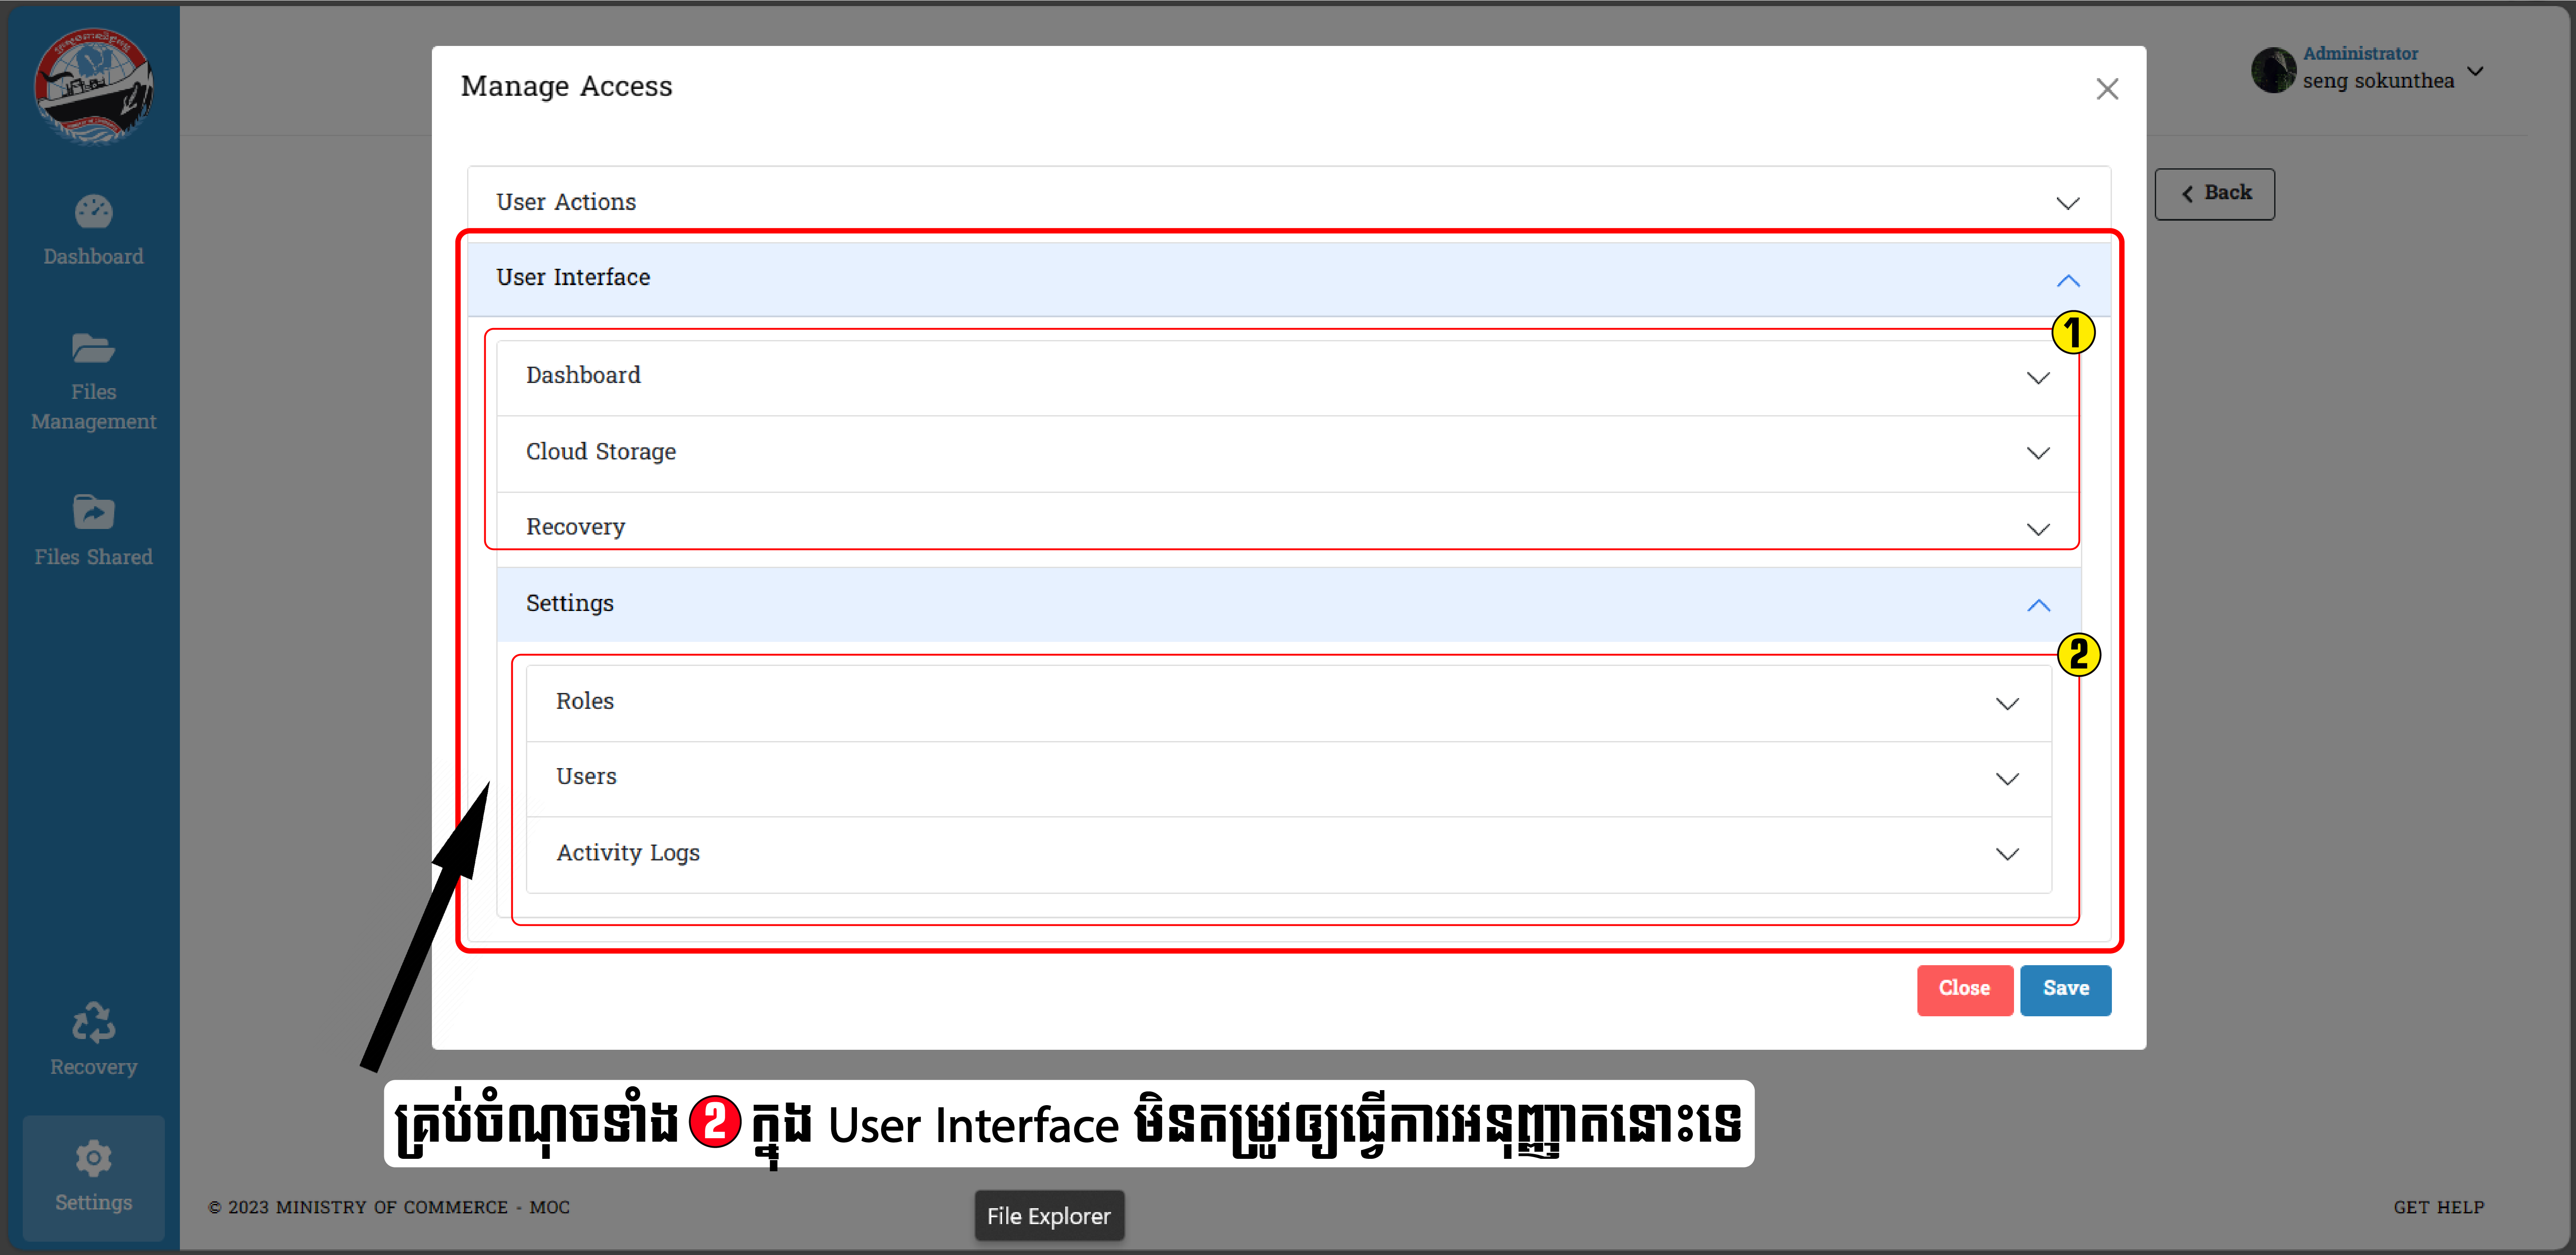 Administrator
seng sokunthea
Manage Access
User Actions
Back
User Interface
1
Dashboard
Cloud Storage
Recovery
Settings
2
Roles
Users
Activity Logs
Close
Save
Dashboard
Files
Management
Files Shared
Recovery
Settings
គ្រប់ចំណុចទាំង 2 ក្នុង User Interface មិនតម្រូវឲ្យធ្វើការអនុញ្ញាតនោះទេ
© 2023 MINISTRY OF COMMERCE - MOC
File Explorer
GET HELP